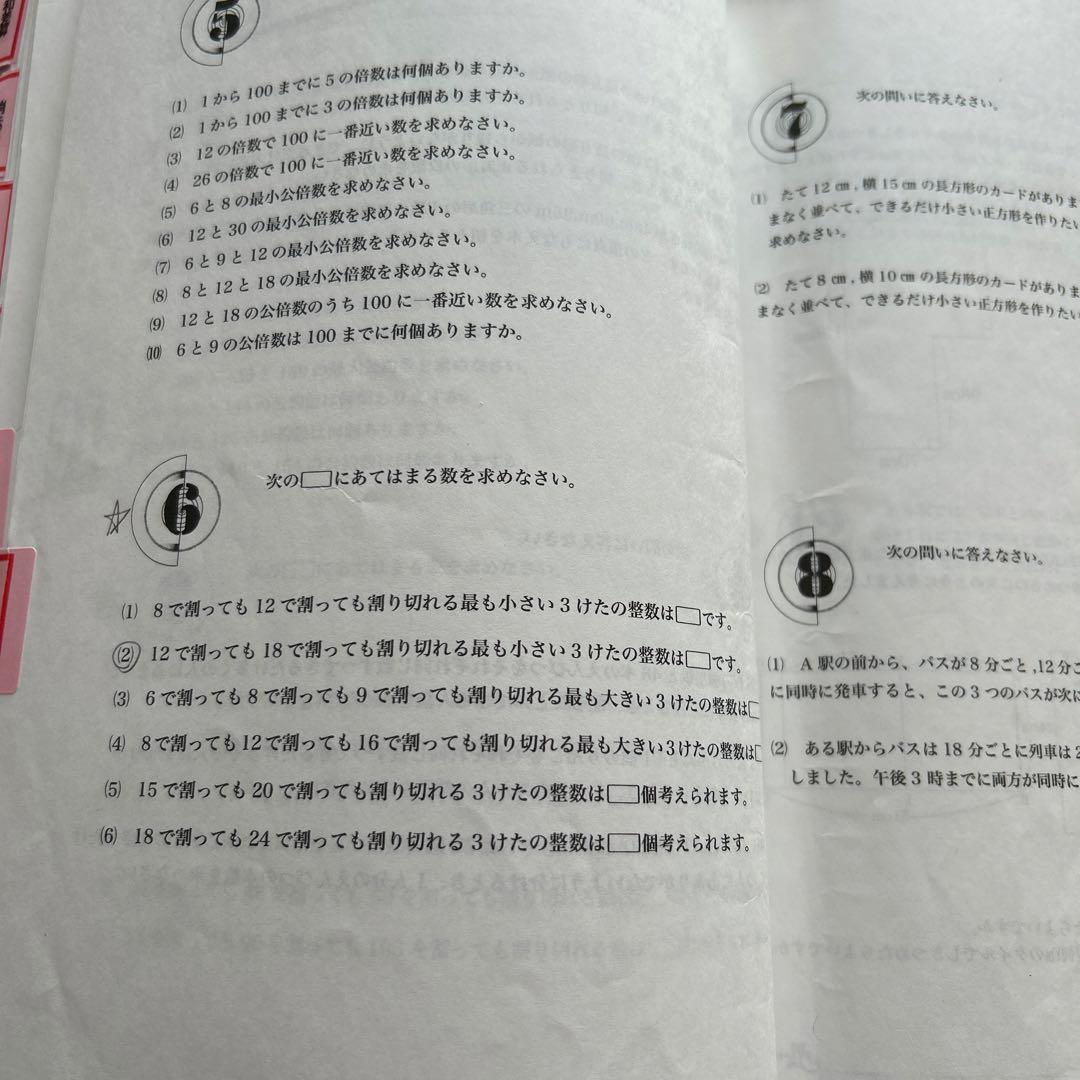 5
(1) 1から100までに5の倍数は何個ありますか。
(2) 1から100までに3の倍数は何個ありますか。
(3) 12の倍数で100に一番近い数を求めなさい。
(4) 26の倍数で100に一番近い数を求めなさい。
(5) 6と8の最小公倍数を求めなさい。
(6) 12と30の最小公倍数を求めなさい。
(7) 6と9と12の最小公倍数を求めなさい。
(8) 8と12と18の最小公倍数を求めなさい。
(9) 12と18の公倍数のうち100に一番近い数を求めなさい。
(10) 6と9の公倍数は100までに何個ありますか。
6 次の□にあてはまる数を求めなさい。
(1) 8で割っても12で割っても割り切れる最も小さい3けたの整数は□です。
(2) 12で割っても18で割っても割り切れる最も小さい3けたの整数は□です。
(3) 6で割っても8で割っても9で割っても割り切れる最も大きい3けたの整数は□
(4) 8で割っても12で割っても16で割っても割り切れる最も大きい3けたの整数は□
(5) 15で割っても20で割っても割り切れる3けたの整数は□個考えられます。
(6) 18で割っても24で割っても割り切れる3けたの整数は□個考えられます。
7 次の問いに答えなさい。
(1) たて12㎝,横15㎝の長方形のカードがありま
まなく並べて、できるだけ小さい正方形を作りたい
求めなさい。
(2) たて8㎝,横10㎝の長方形のカードがありま
まなく並べて、できるだけ小さい正方形を作りたい
8 次の問いに答えなさい。
(1) A駅の前から、バスが8分ごと,12分ご
に同時に発車すると、この3つのバスが次に
(2) ある駅からバスは18分ごとに列車は2
しました。午後3時までに両方が同時に